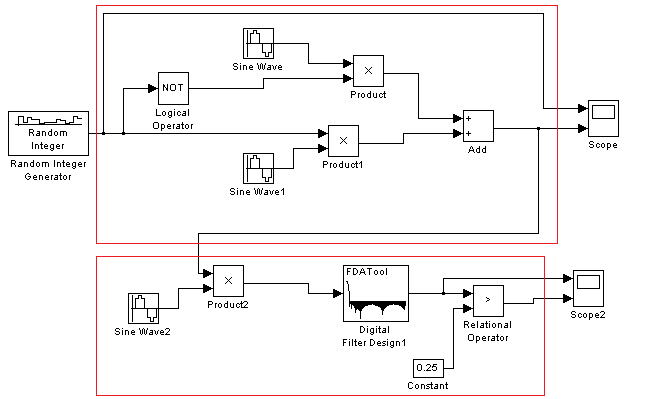 Sine Wave
×
Product
NOT
Logical
Operator
Random
Integer
Random Integer
Generator
×
Product1
Sine Wave1
+
+
Add
Scope
×
Product2
Sine Wave2
FDATool
Digital
Filter Design1
>
Relational
Operator
Scope2
0.25
Constant